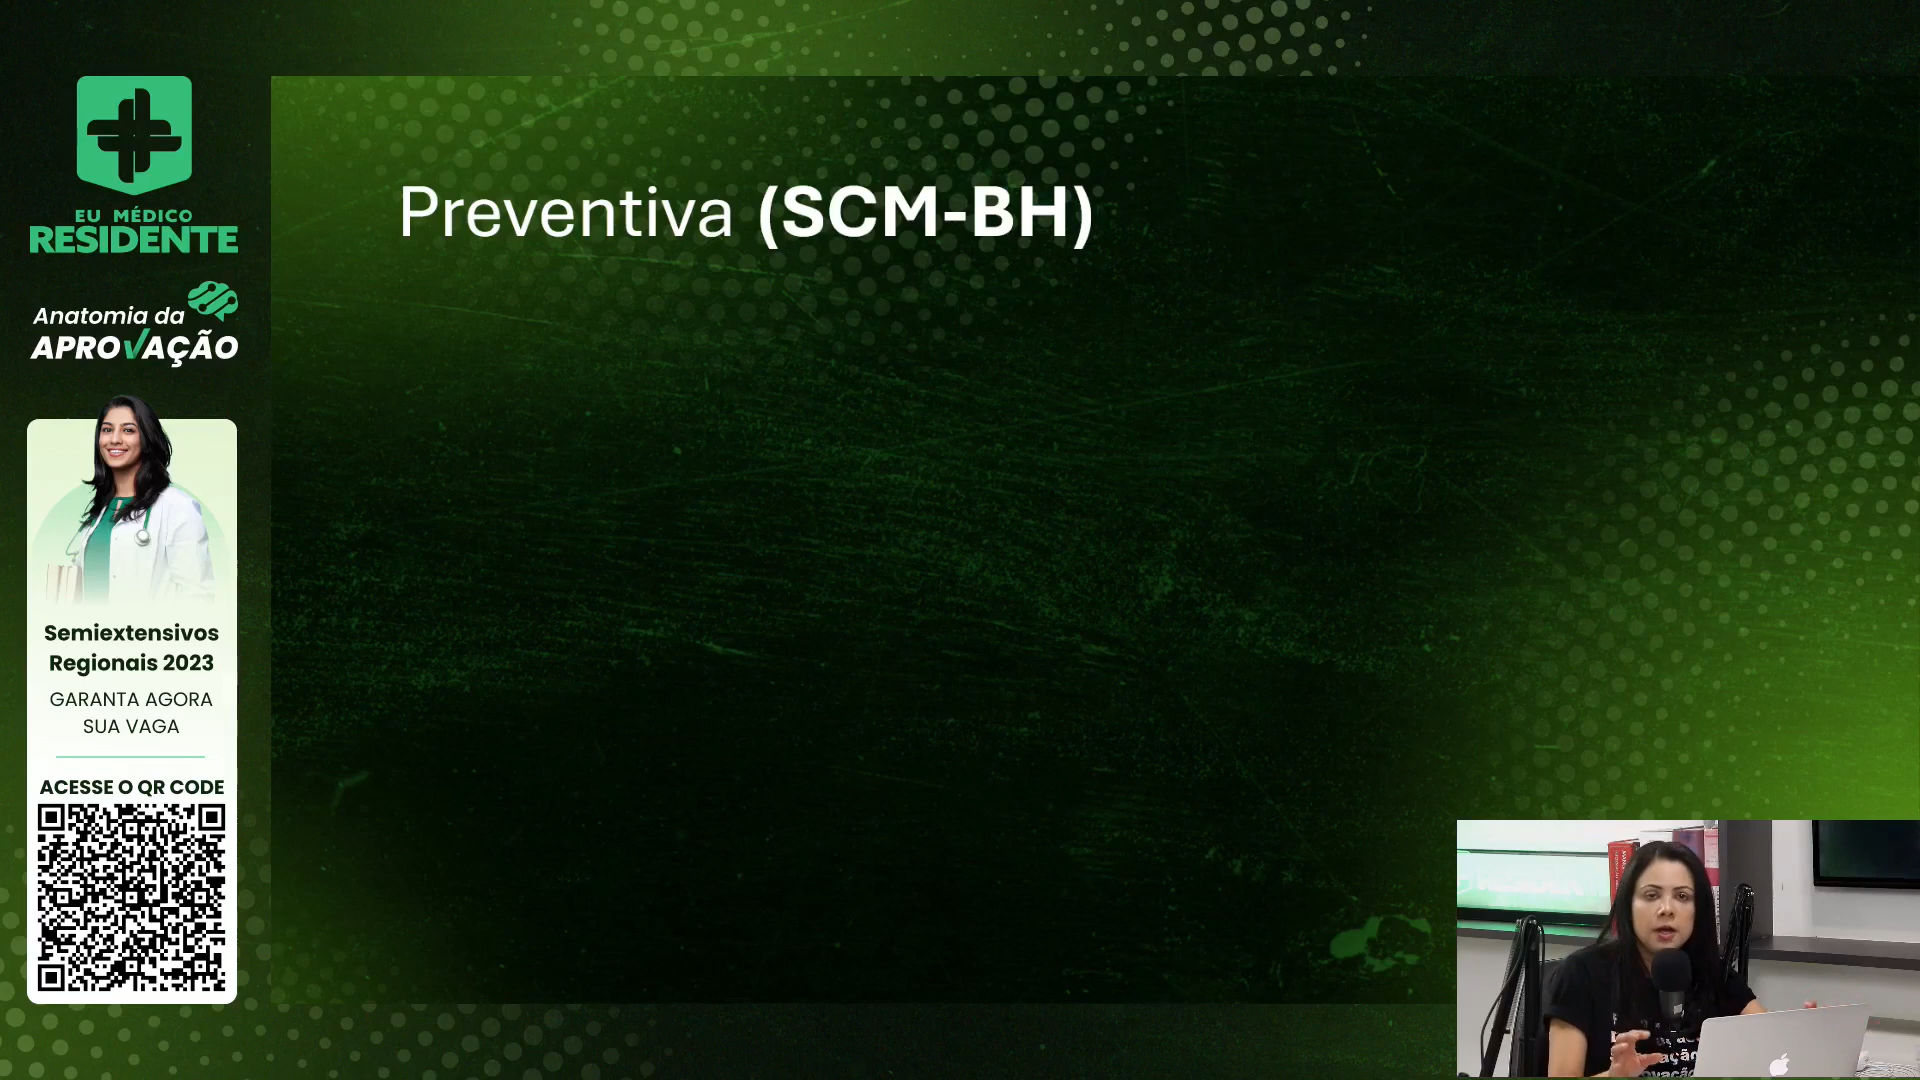 EU MÉDICO
RESIDENTE
Anatomia da
APROVAÇÃO
Semiextensivos
Regionais 2023
GARANTA AGORA
SUA VAGA
ACESSE O QR CODE
Preventiva (SCM-BH)